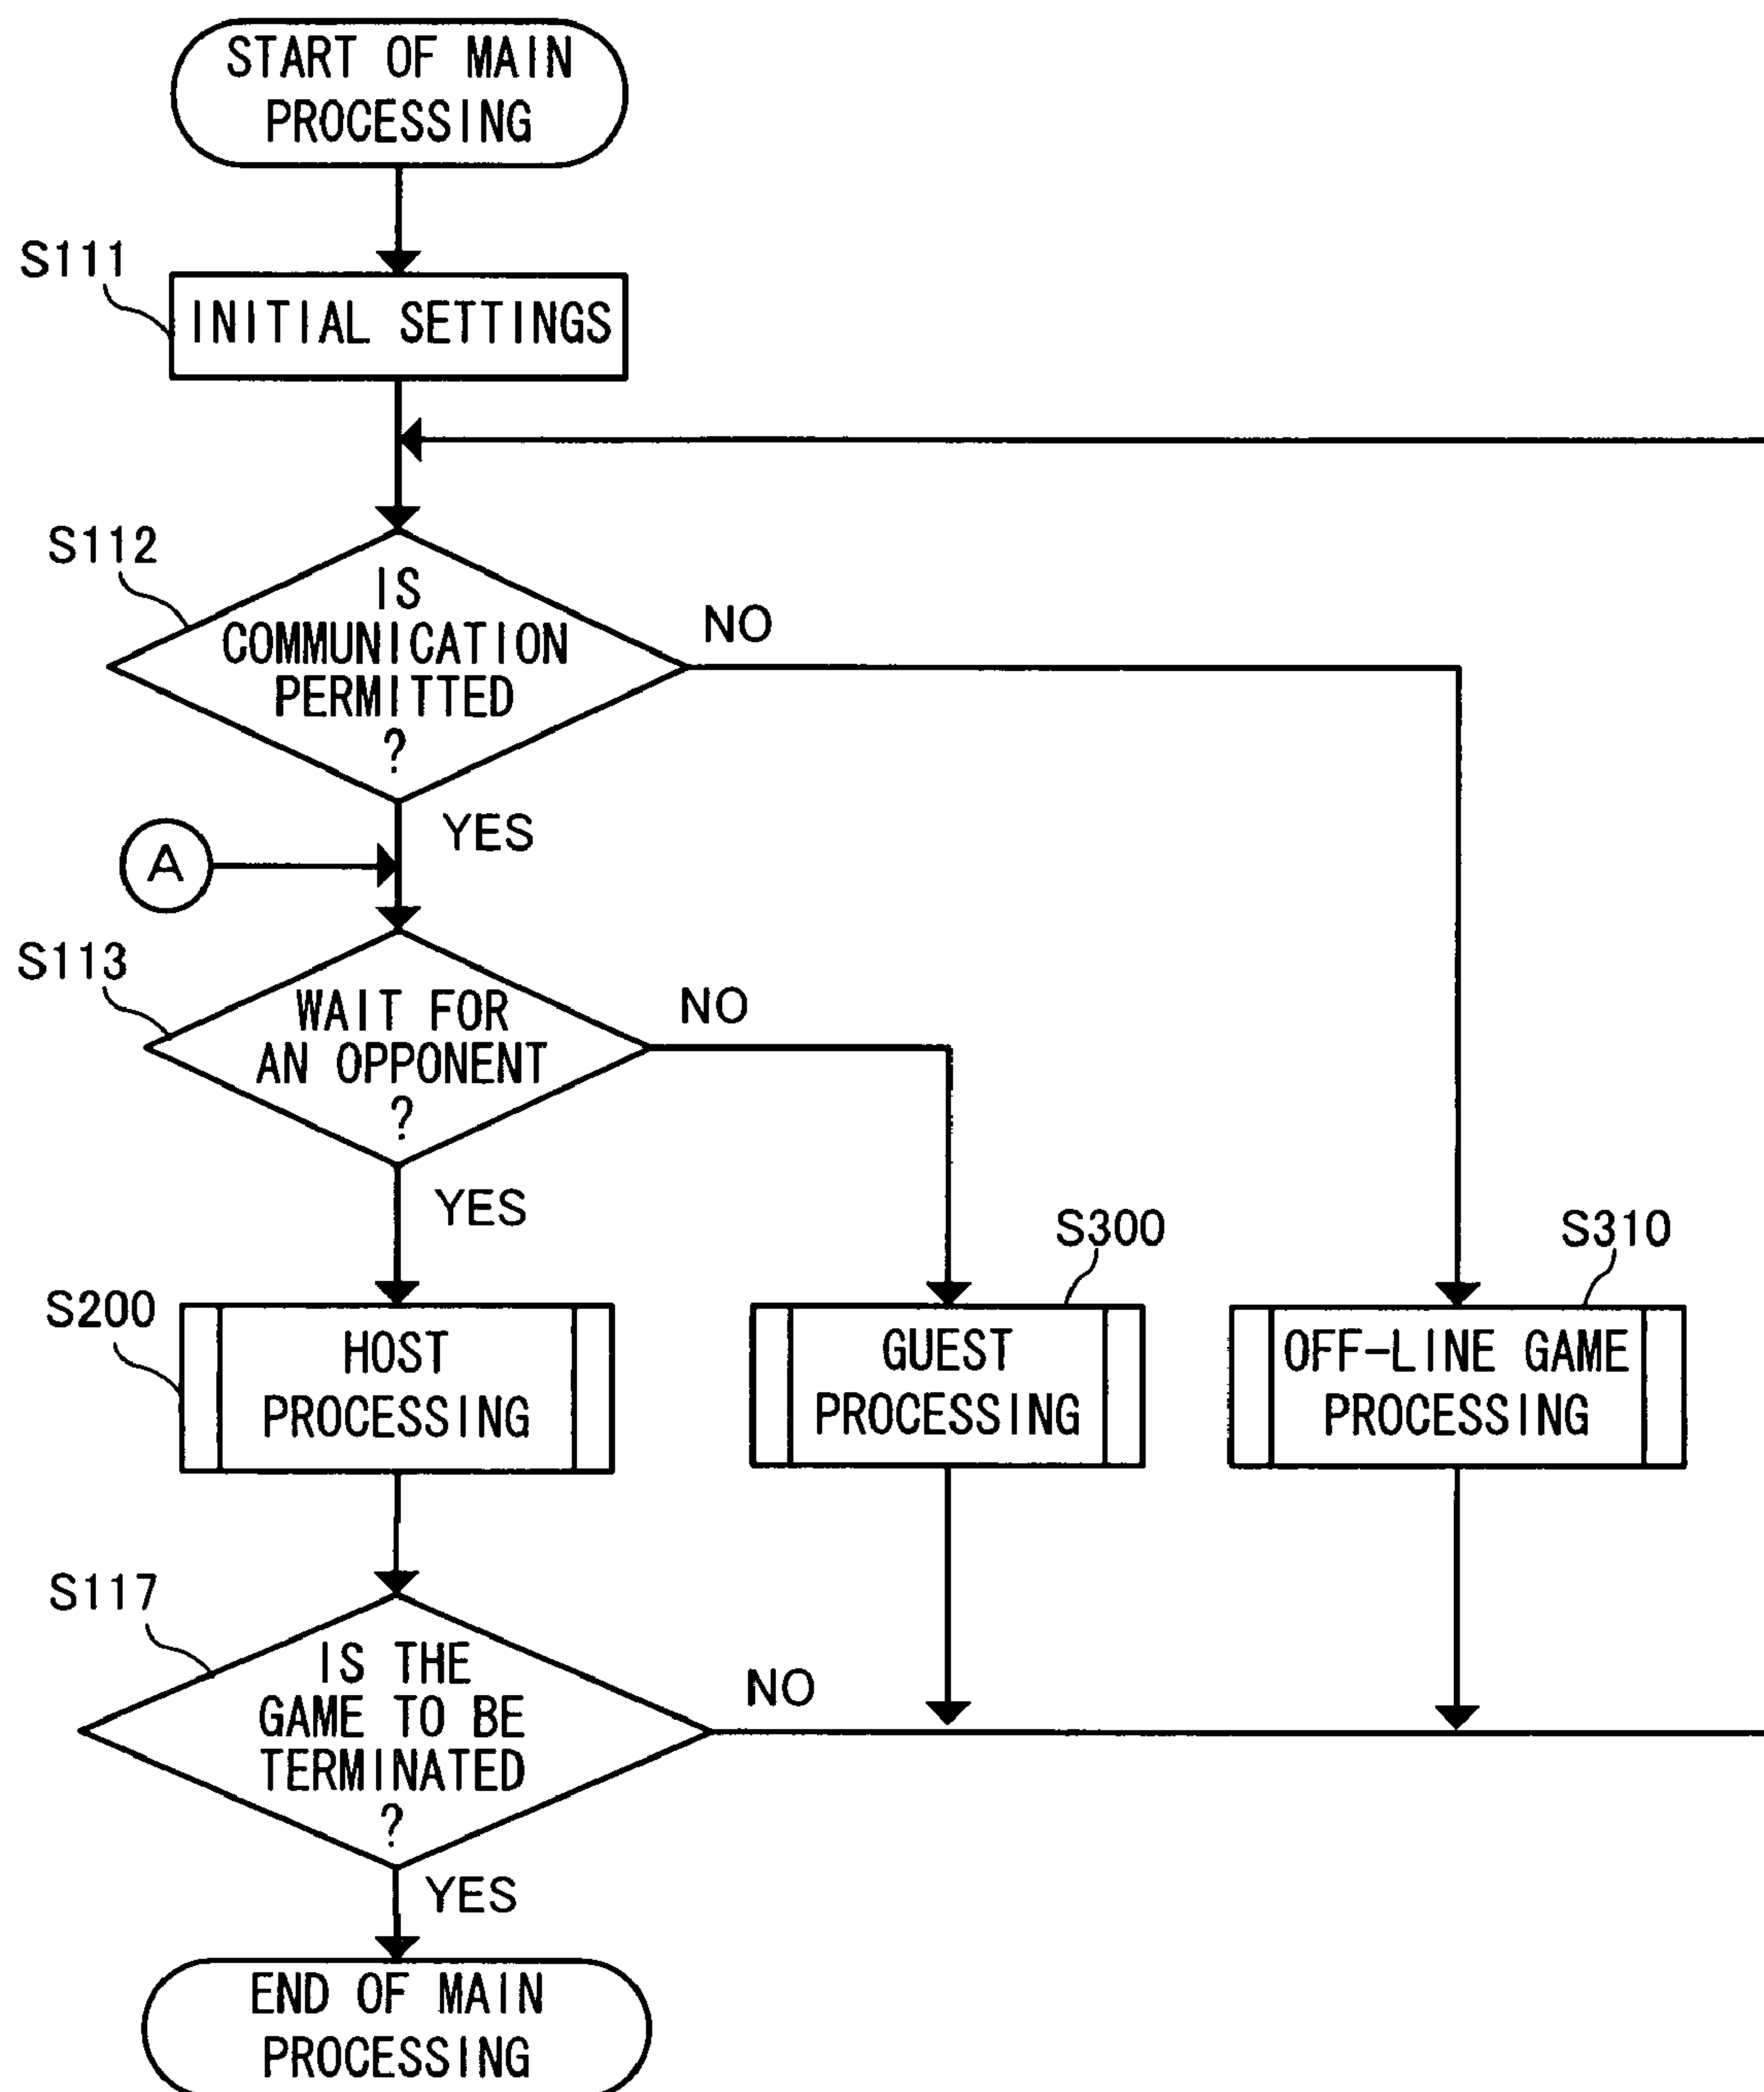 START OF MAIN
PROCESSING
S111
INITIAL SETTINGS
S112
IS
COMMUNICATION
PERMITTED
?
NO
YES
A
S113
WAIT FOR
AN OPPONENT
?
NO
YES
S200
HOST
PROCESSING
S300
GUEST
PROCESSING
S310
OFF-LINE GAME
PROCESSING
S117
IS THE
GAME TO BE
TERMINATED
?
NO
YES
END OF MAIN
PROCESSING